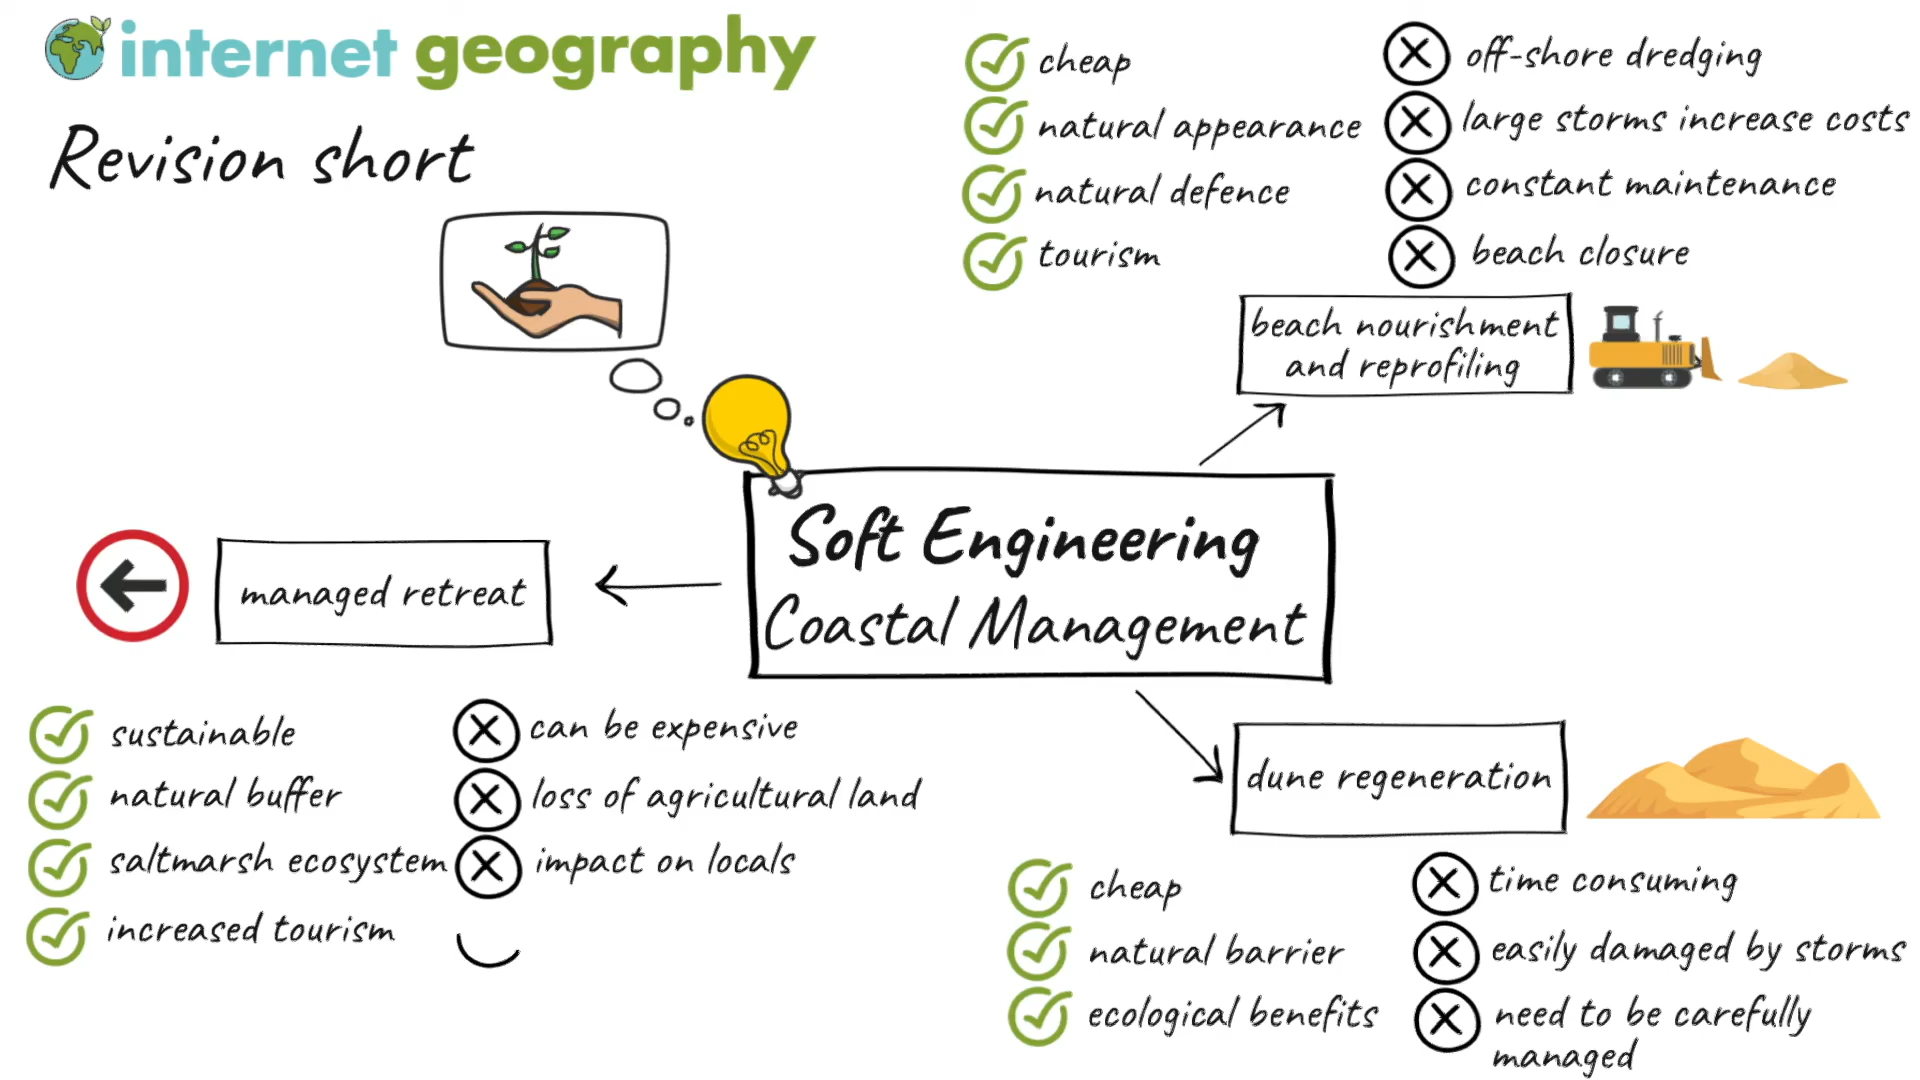 internet geography
Revision short
cheap
natural appearance
natural defence
tourism
off-shore dredging
large storms increase costs
constant maintenance
beach closure
beach nourishment
and reprofiling
Soft Engineering
Coastal Management
managed retreat
sustainable
natural buffer
saltmarsh ecosystem
increased tourism
can be expensive
loss of agricultural land
impact on locals
dune regeneration
cheap
natural barrier
ecological benefits
time consuming
easily damaged by storms
need to be carefully
managed